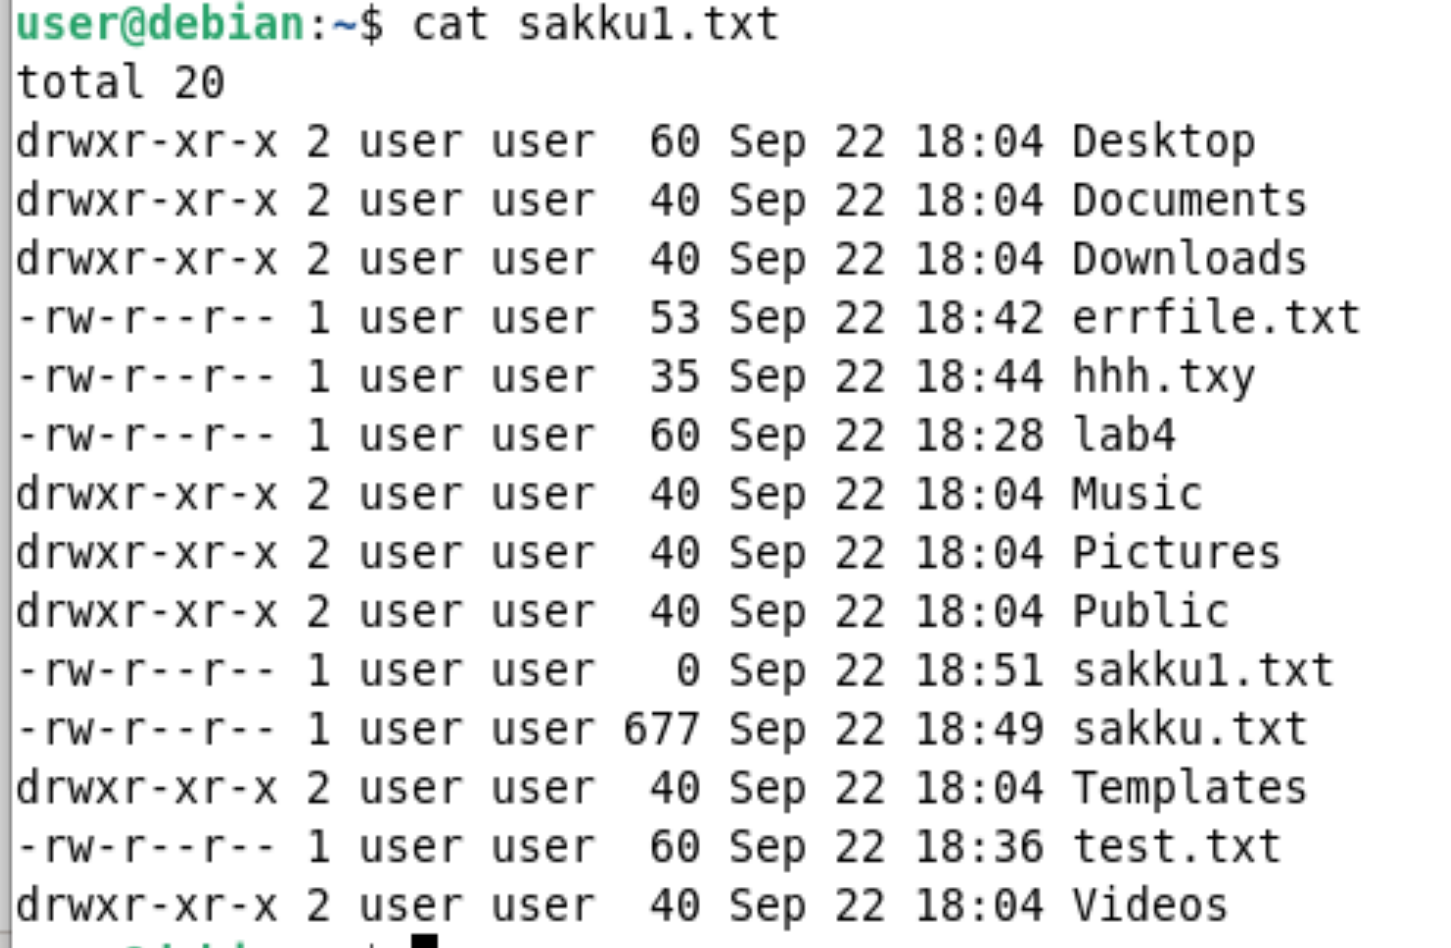 user@debian:~$ cat sakku1.txt
total 20
drwxr-xr-x 2 user user  60 Sep 22 18:04 Desktop
drwxr-xr-x 2 user user  40 Sep 22 18:04 Documents
drwxr-xr-x 2 user user  40 Sep 22 18:04 Downloads
-rw-r--r-- 1 user user  53 Sep 22 18:42 errfile.txt
-rw-r--r-- 1 user user  35 Sep 22 18:44 hhh.txy
-rw-r--r-- 1 user user  60 Sep 22 18:28 lab4
drwxr-xr-x 2 user user  40 Sep 22 18:04 Music
drwxr-xr-x 2 user user  40 Sep 22 18:04 Pictures
drwxr-xr-x 2 user user  40 Sep 22 18:04 Public
-rw-r--r-- 1 user user   0 Sep 22 18:51 sakku1.txt
-rw-r--r-- 1 user user 677 Sep 22 18:49 sakku.txt
drwxr-xr-x 2 user user  40 Sep 22 18:04 Templates
-rw-r--r-- 1 user user  60 Sep 22 18:36 test.txt
drwxr-xr-x 2 user user  40 Sep 22 18:04 Videos